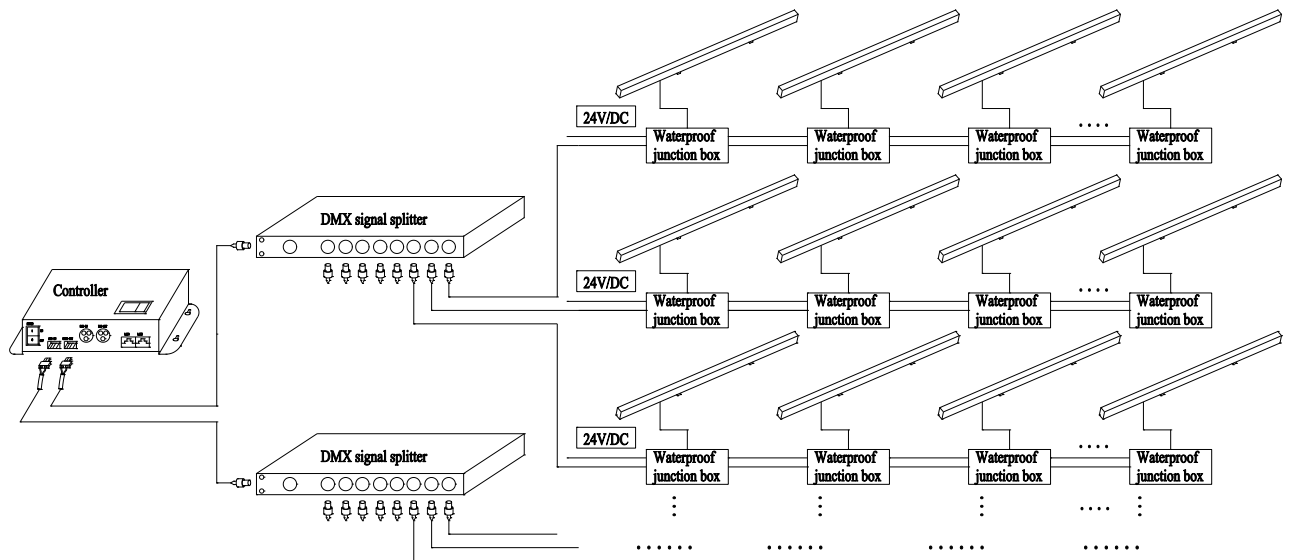 24V/DC
Waterproof
junction box
Waterproof
junction box
Waterproof
junction box
Waterproof
junction box
DMX signal splitter
24V/DC
Waterproof
junction box
Waterproof
junction box
Waterproof
junction box
Waterproof
junction box
Controller
24V/DC
Waterproof
junction box
Waterproof
junction box
Waterproof
junction box
Waterproof
junction box
DMX signal splitter